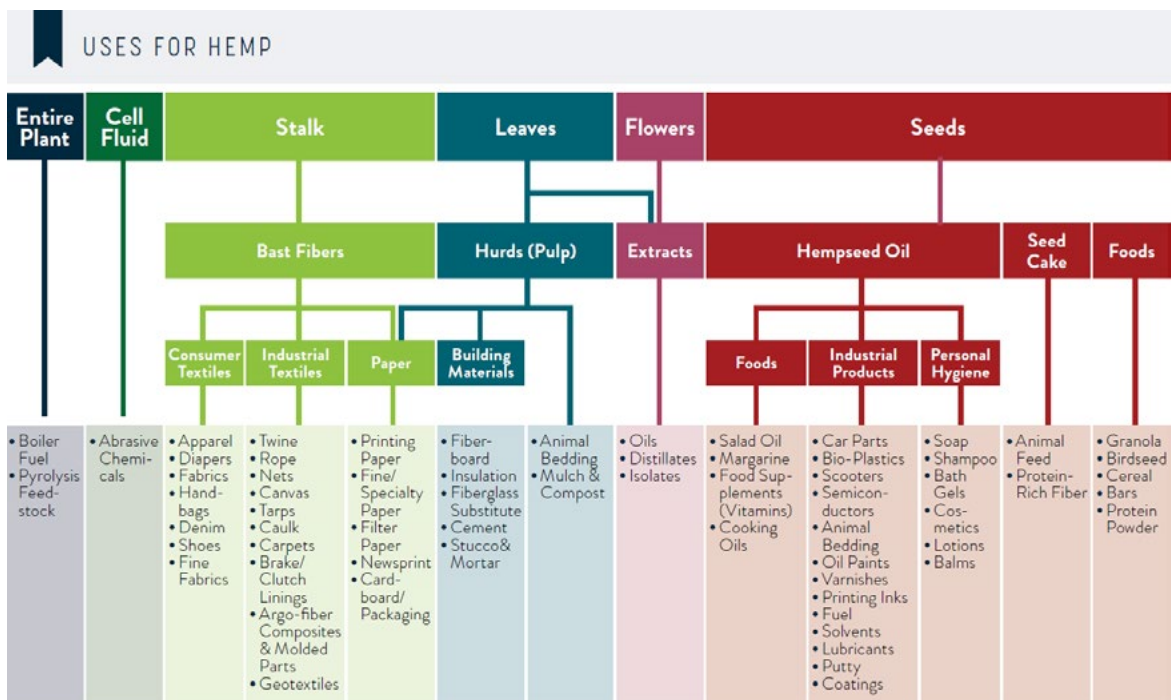 USES FOR HEMP
Entire
Plant
Cell
Fluid
Stalk
Leaves
Flowers
Seeds
Bast Fibers
Hurds (Pulp)
Extracts
Hempseed Oil
Seed
Cake
Foods
Consumer
Textiles
Industrial
Textiles
Paper
Building
Materials
Foods
Industrial
Products
Personal
Hygiene
• Boiler
Fuel
• Pyrolysis
Feed-
stock
• Abrasive
Chemi-
cals
• Apparel
• Diapers
• Fabrics
• Hand-
bags
• Denim
• Shoes
• Fine
Fabrics
• Twine
• Rope
• Nets
• Canvas
• Tarps
• Caulk
• Carpets
• Brake/
Clutch
Linings
• Argo-fiber
Composites
& Molded
Parts
• Geotextiles
• Printing
Paper
• Fine/
Specialty
Paper
• Filter
Paper
• Newsprint
• Card-
board/
Packaging
• Fiber-
board
• Insulation
• Fiberglass
Substitute
• Cement
• Stucco&
Mortar
• Animal
Bedding
• Mulch &
Compost
• Oils
• Distillates
• Isolates
• Salad Oil
• Margarine
• Food Sup-
plements
(Vitamins)
• Cooking
Oils
• Car Parts
• Bio-Plastics
• Scooters
• Semicon-
ductors
• Animal
Bedding
• Oil Paints
• Varnishes
• Printing Inks
• Fuel
• Solvents
• Lubricants
• Putty
• Coatings
• Soap
• Shampoo
• Bath
Gels
• Cos-
metics
• Lotions
• Balms
• Animal
Feed
• Protein-
Rich Fiber
• Granola
• Birdseed
• Cereal
• Bars
• Protein
Powder